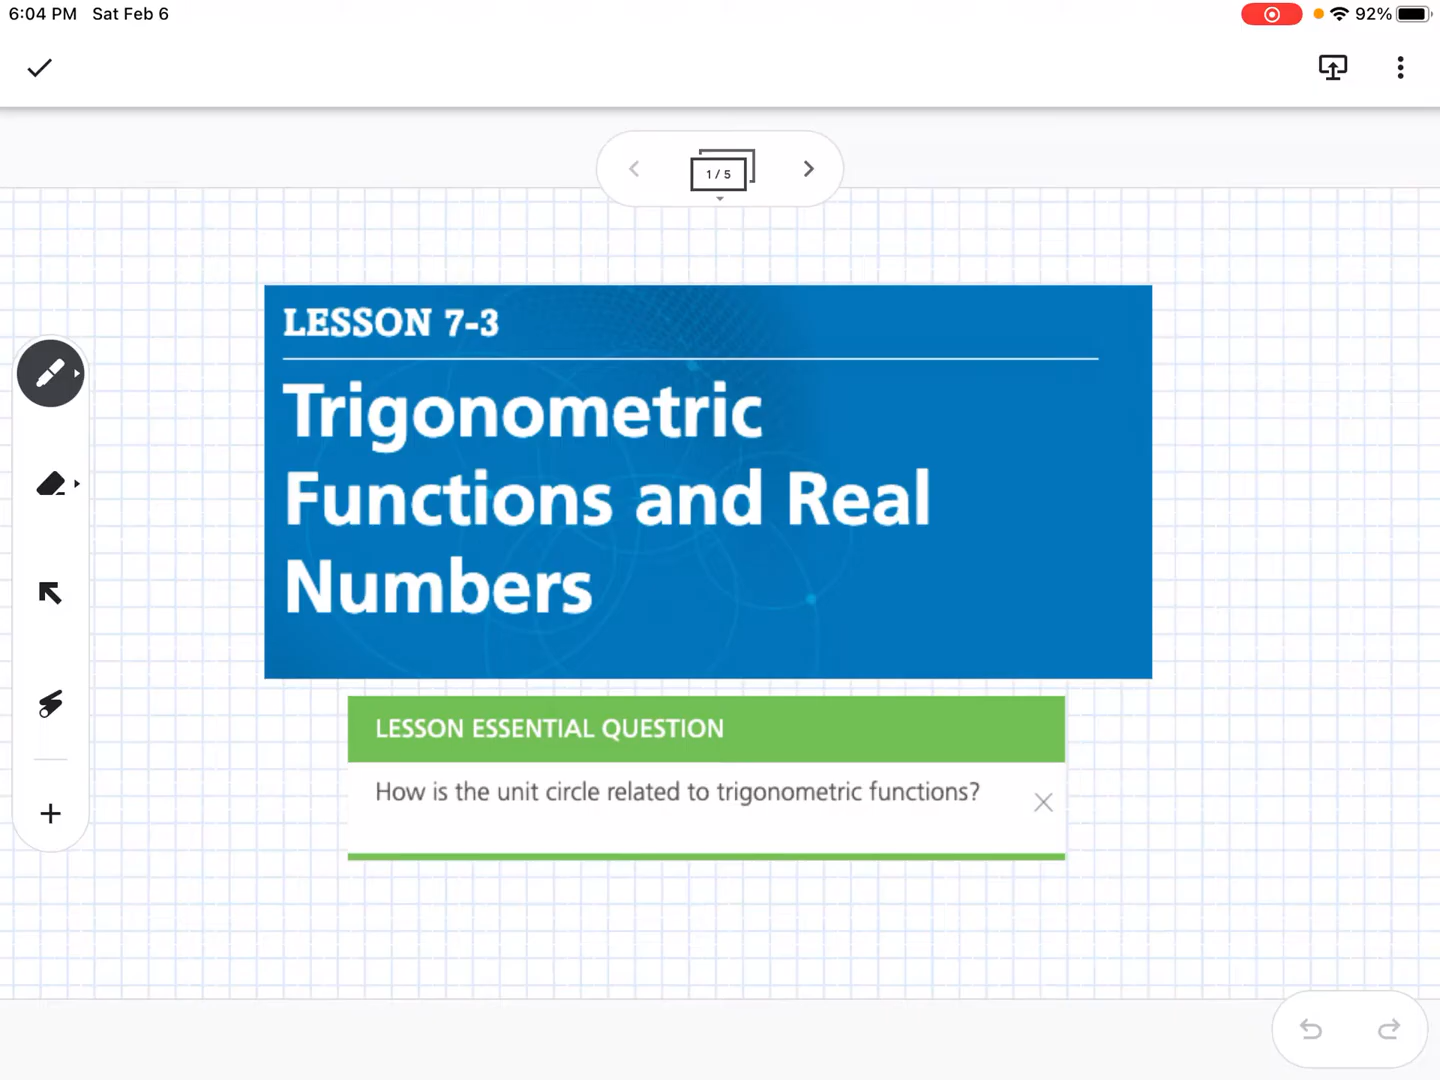 6:04 PM Sat Feb 6
92%
1 / 5
LESSON 7-3
Trigonometric
Functions and Real
Numbers
LESSON ESSENTIAL QUESTION
How is the unit circle related to trigonometric functions?